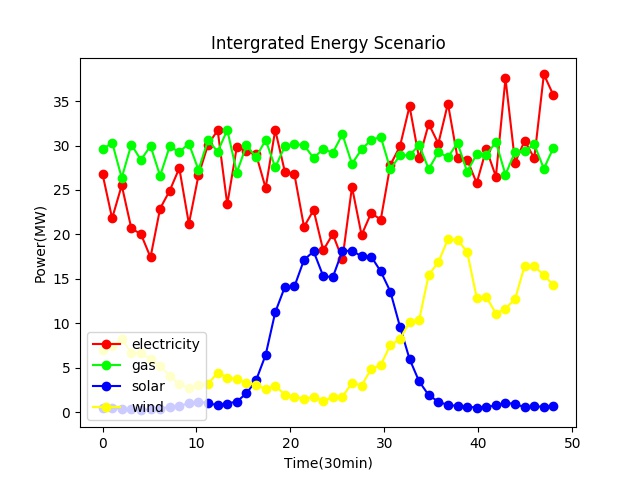 Intergrated Energy Scenario
Power(MW)
35
30
25
20
15
10
5
0
electricity
gas
solar
wind
0 10 20 30 40 50
Time(30min)